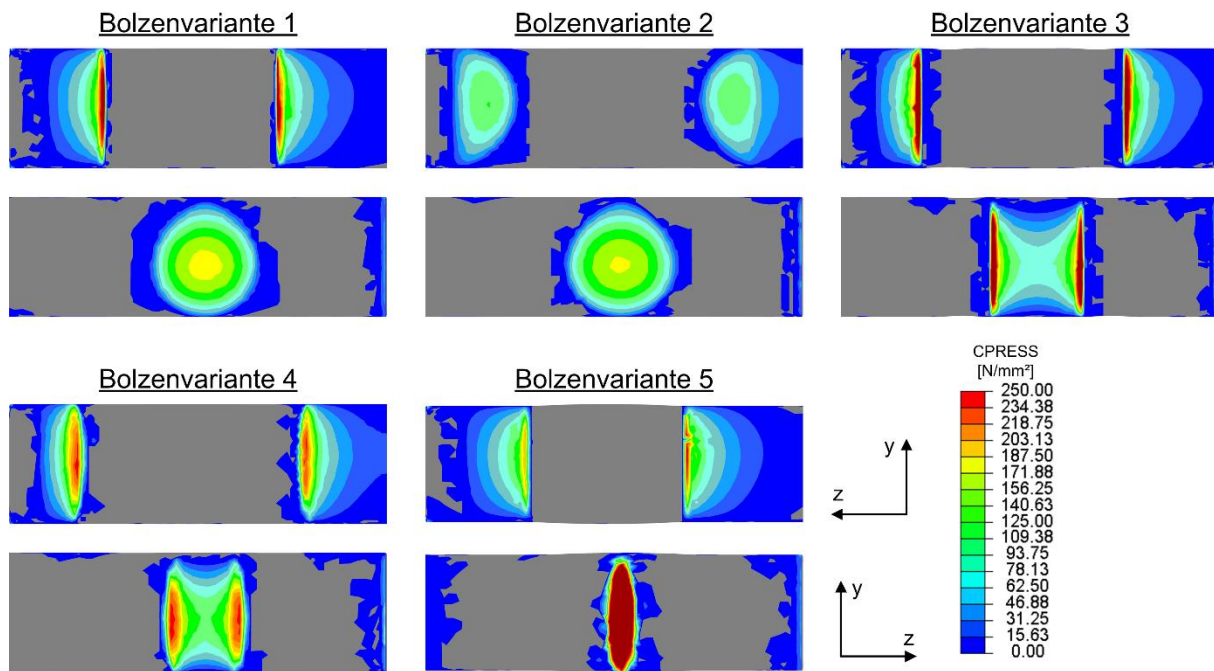 Bolzenvariante 1
Bolzenvariante 2
Bolzenvariante 3
Bolzenvariante 4
Bolzenvariante 5
y
z
y
z
CPRESS
[N/mm²]
250.00
234.38
218.75
203.13
187.50
171.88
156.25
140.63
125.00
109.38
93.75
78.13
62.50
46.88
31.25
15.63
0.00